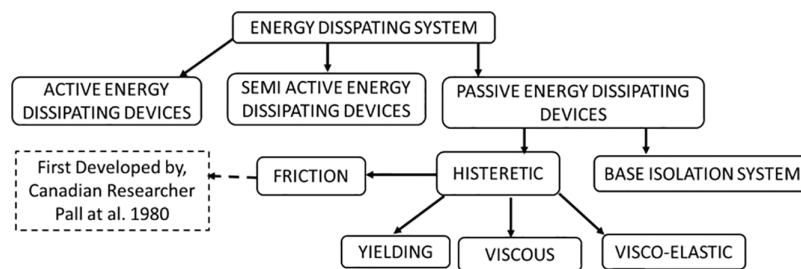 ENERGY DISSPATING SYSTEM
ACTIVE ENERGY
DISSIPATING DEVICES
SEMI ACTIVE ENERGY
DISSIPATING DEVICES
PASSIVE ENERGY DISSIPATING
DEVICES
First Developed by,
Canadian Researcher
Pall at al. 1980
FRICTION
HISTERETIC
BASE ISOLATION SYSTEM
YIELDING
VISCOUS
VISCO-ELASTIC